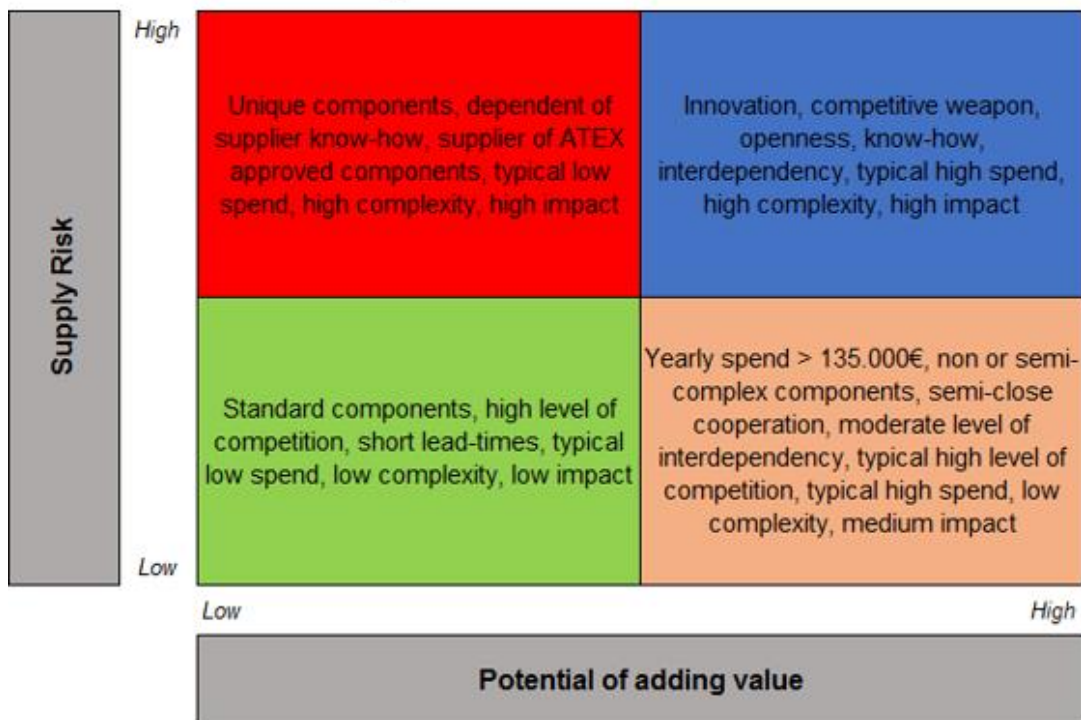 High
Supply Risk
Low
Unique components, dependent of
supplier know-how, supplier of ATEX
approved components, typical low
spend, high complexity, high impact
Innovation, competitive weapon,
openness, know-how,
interdependency, typical high spend,
high complexity, high impact
Standard components, high level of
competition, short lead-times, typical
low spend, low complexity, low impact
Yearly spend > 135.000€, non or semi-
complex components, semi-close
cooperation, moderate level of
interdependency, typical high level of
competition, typical high spend, low
complexity, medium impact
Low
High
Potential of adding value